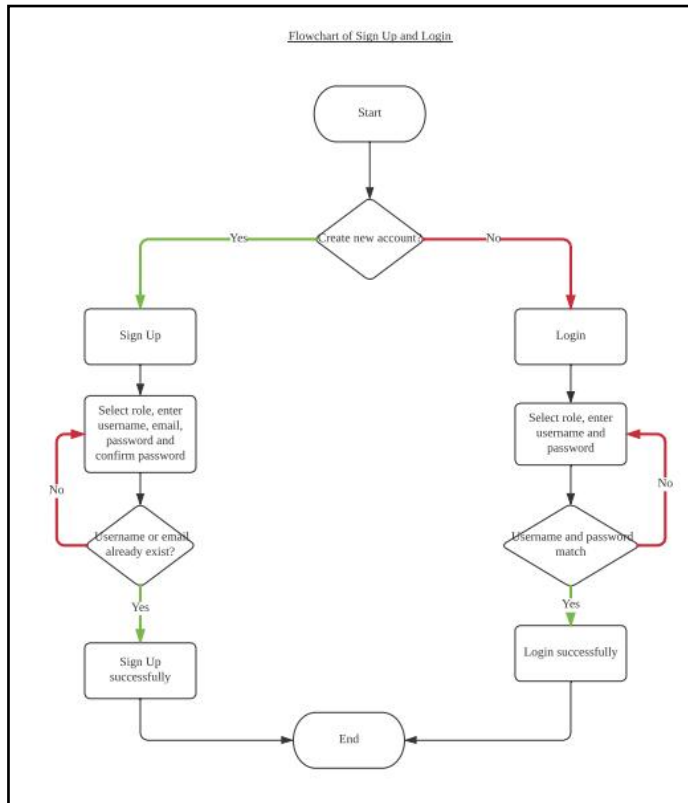 Flowchart of Sign Up and Login
Start
Create new account?
Yes
No
Sign Up
Login
Select role, enter
username, email,
password and
confirm password
Select role, enter
username and
password
No
No
Username or email
already exist?
Username and password
match
Yes
Yes
Sign Up
successfully
Login successfully
End